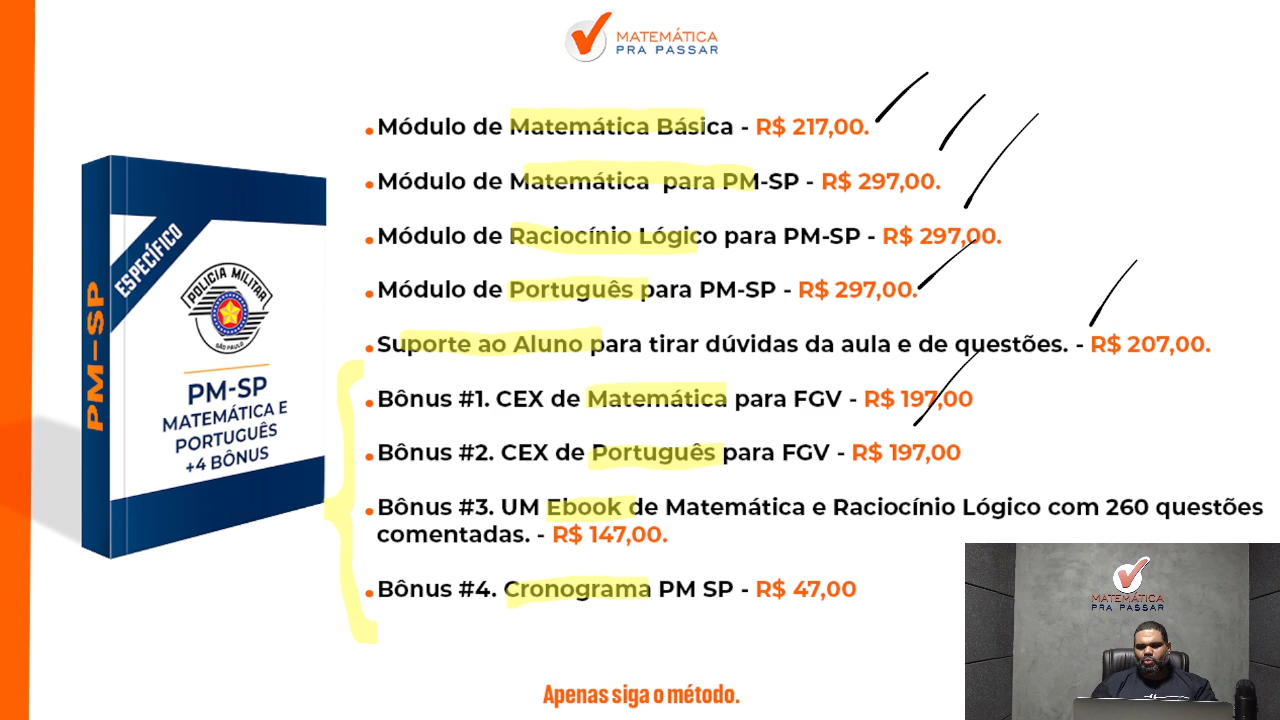 MATEMÁTICA
PRA PASSAR
Módulo de Matemática Básica - R$ 217,00.
Módulo de Matemática para PM-SP - R$ 297,00.
Módulo de Raciocínio Lógico para PM-SP - R$ 297,00.
Módulo de Português para PM-SP - R$ 297,00.
Suporte ao Aluno para tirar dúvidas da aula e de questões. - R$ 207,00.
Bônus #1. CEX de Matemática para FGV - R$ 197,00
Bônus #2. CEX de Português para FGV - R$ 197,00
Bônus #3. UM Ebook de Matemática e Raciocínio Lógico com 260 questões
comentadas. - R$ 147,00.
Bônus #4. Cronograma PM SP - R$ 47,00
PM-SP
ESPECÍFICO
POLICIA MILITAR
SÃO PAULO
PM-SP
MATEMÁTICA E
PORTUGUÊS
+4 BÔNUS
MATEMÁTICA
PRA PASSAR
Apenas siga o método.